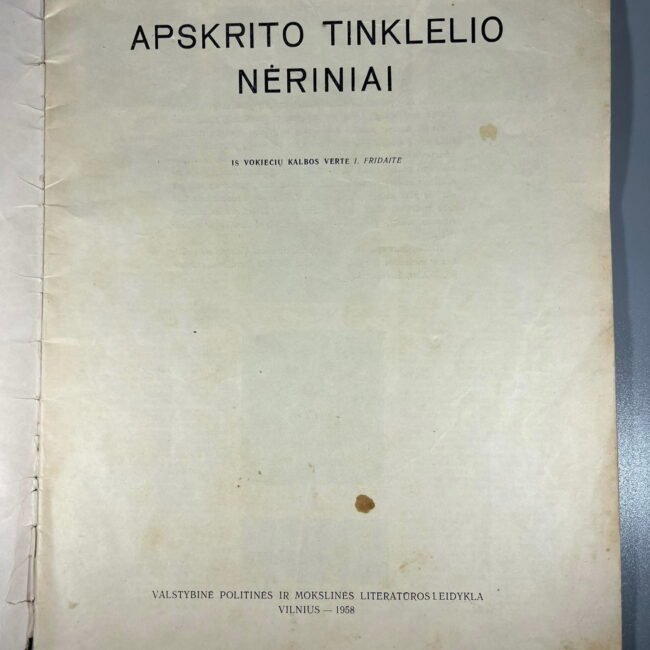 APSKRITO TINKLELIO
NĖRINIAI
IŠ VOKIEČIŲ KALBOS VERTĖ I. FRIDAITĖ
VALSTYBINĖ POLITINĖS IR MOKSLINĖS LITERATŪROS LEIDYKLA
VILNIUS — 1958